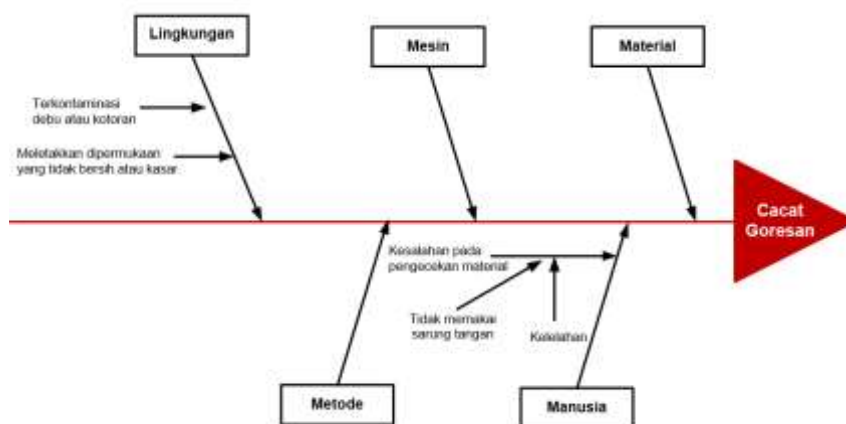 Lingkungan
Mesin
Material
Terkontaminasi
debu atau kotoran
Meletakkan dipermukaan
yang tidak bersih atau kasar
Cacat
Goresan
Kesalahan pada
pengecekan material
Tidak memakai
sarung tangan
Kelelahan
Metode
Manusia